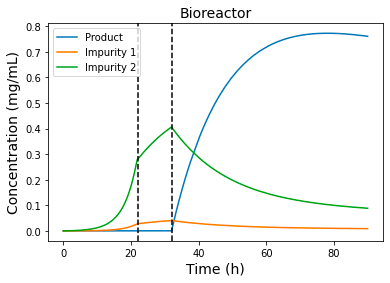 Bioreactor
Product
Impurity 1
Impurity 2
Concentration (mg/mL)
0.8
0.7
0.6
0.5
0.4
0.3
0.2
0.1
0.0
0 20 40 60 80
Time (h)